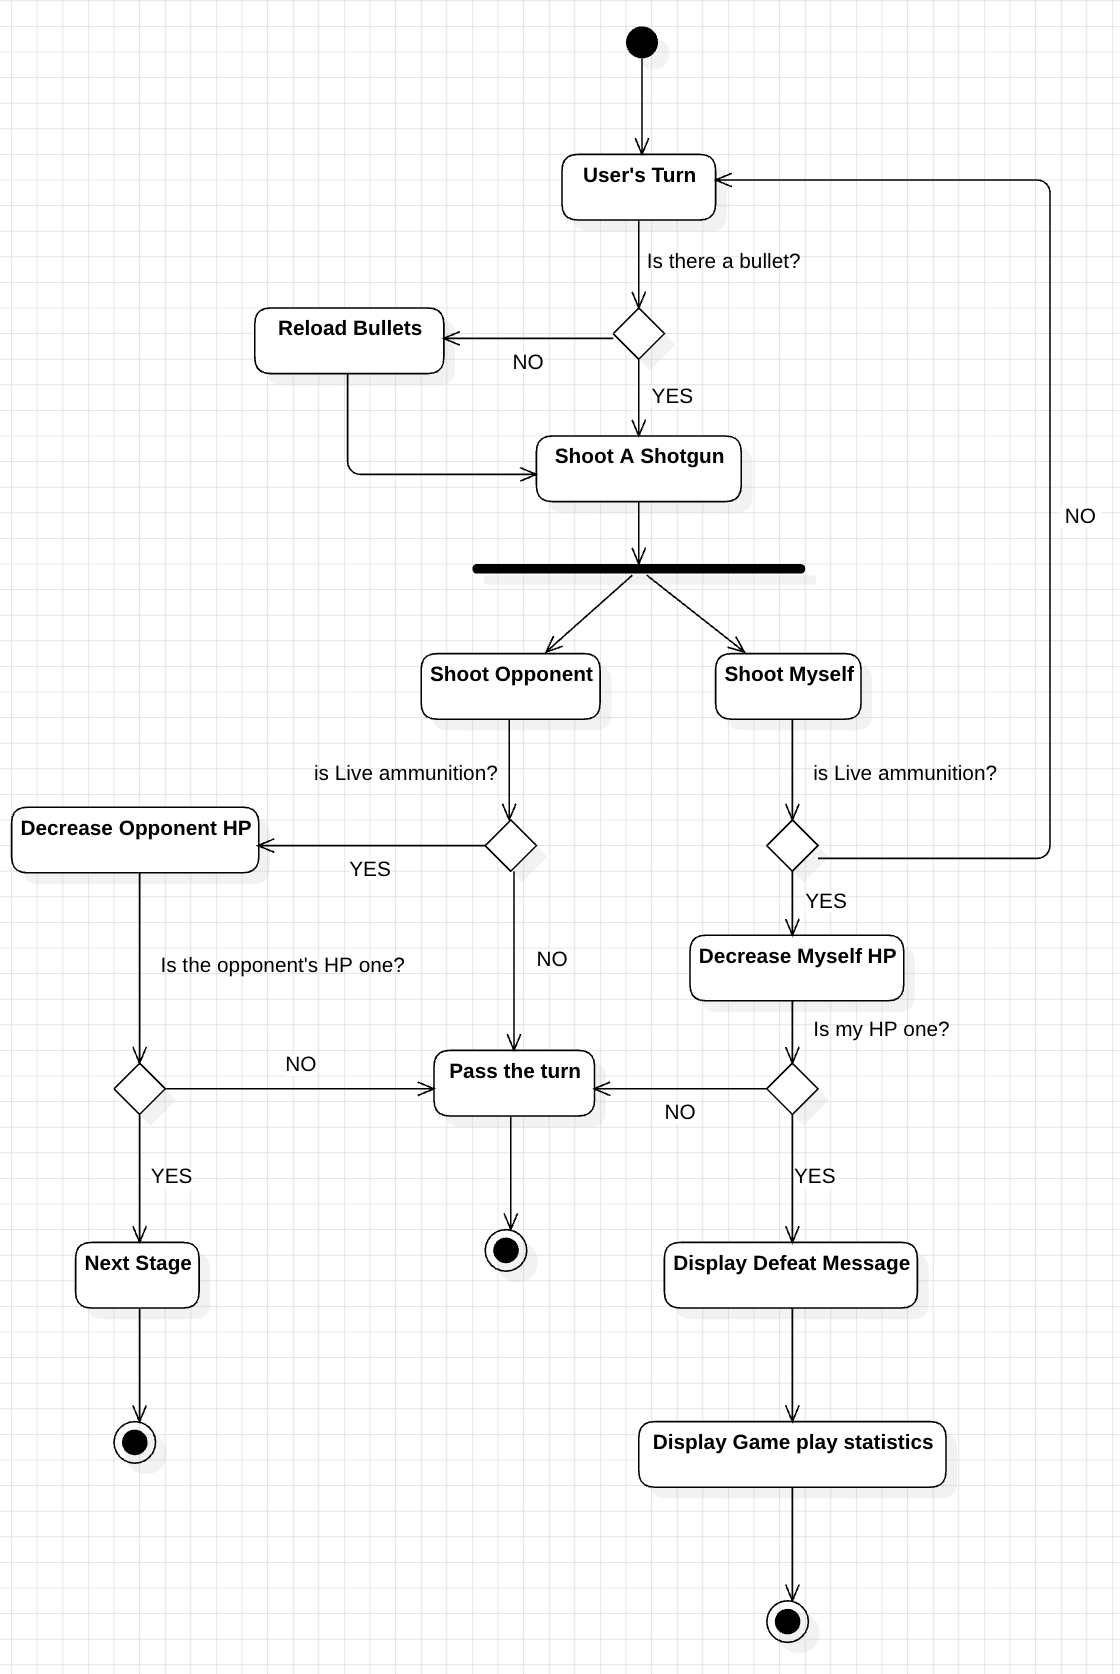 User's Turn
Is there a bullet?
Reload Bullets
NO
YES
Shoot A Shotgun
NO
Shoot Opponent
Shoot Myself
is Live ammunition?
is Live ammunition?
Decrease Opponent HP
YES
YES
Decrease Myself HP
Is the opponent's HP one?
NO
Is my HP one?
NO
Pass the turn
NO
YES
YES
Next Stage
Display Defeat Message
Display Game play statistics